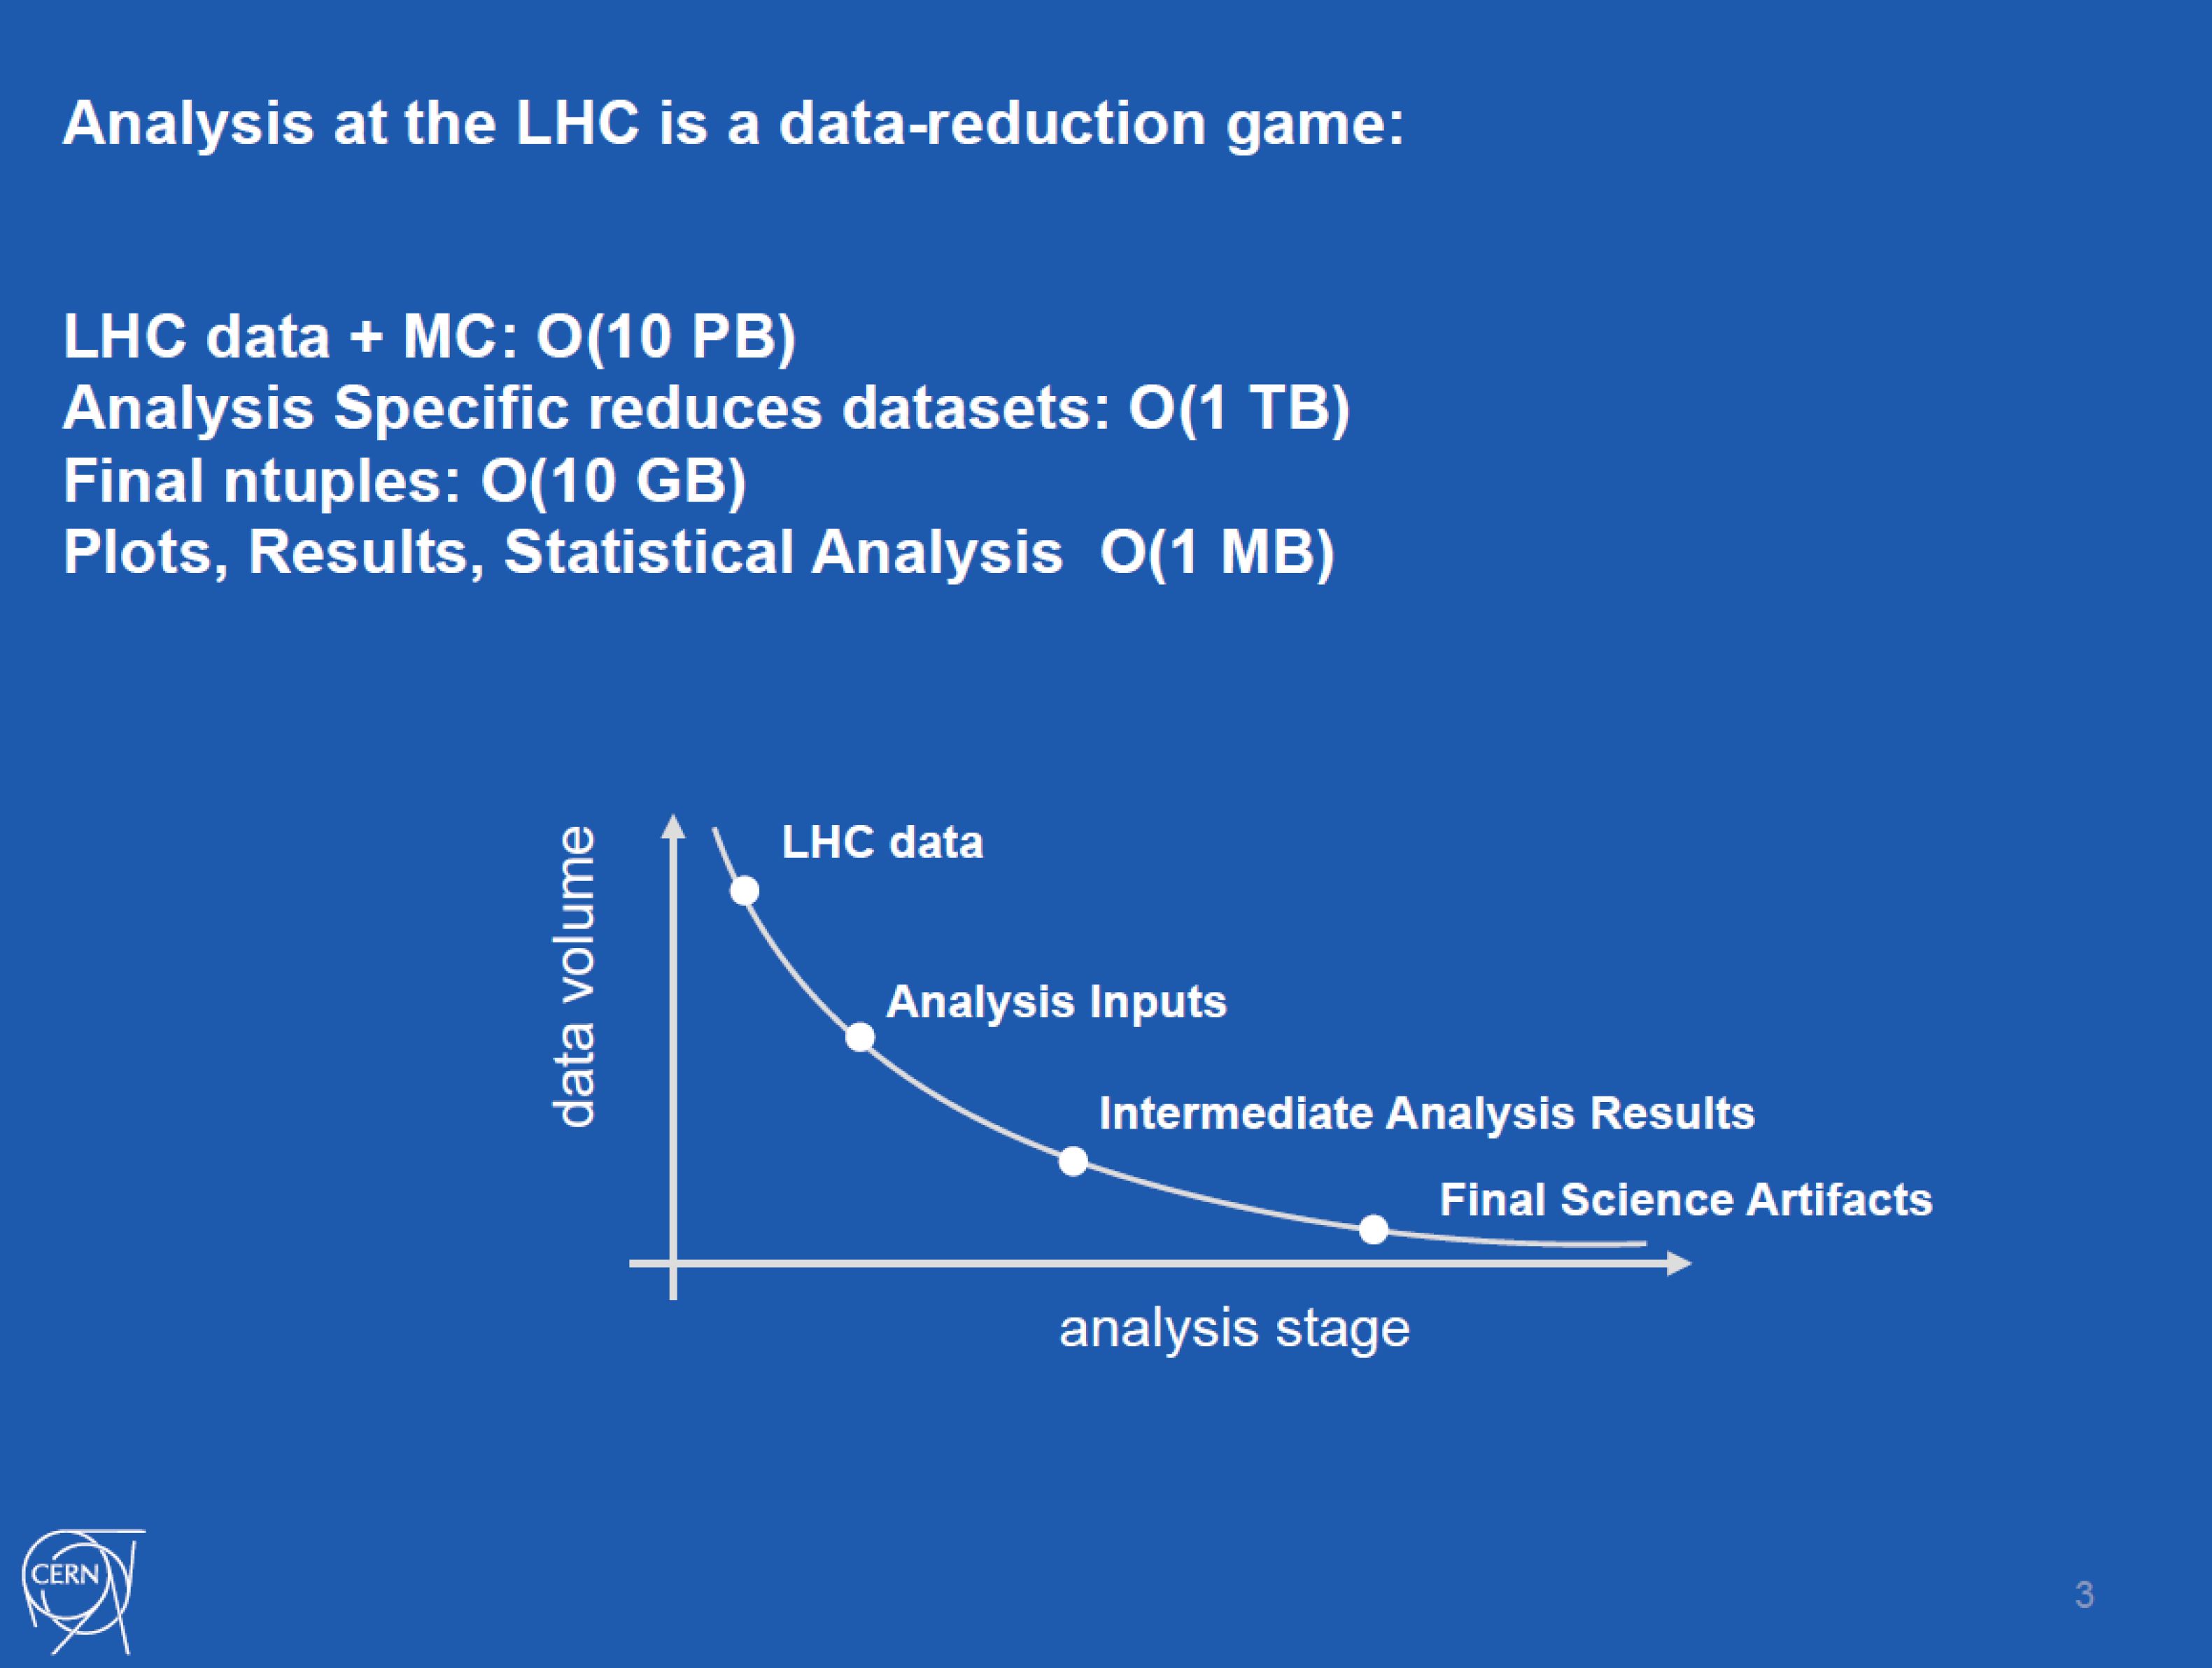 Analysis at the LHC is a data-reduction game:
LHC data + MC: O(10 PB)
Analysis Specific reduces datasets: O(1 TB)
Final ntuples: O(10 GB)
Plots, Results, Statistical Analysis O(1 MB)
data volume
LHC data
Analysis Inputs
Intermediate Analysis Results
Final Science Artifacts
analysis stage
CERN
3